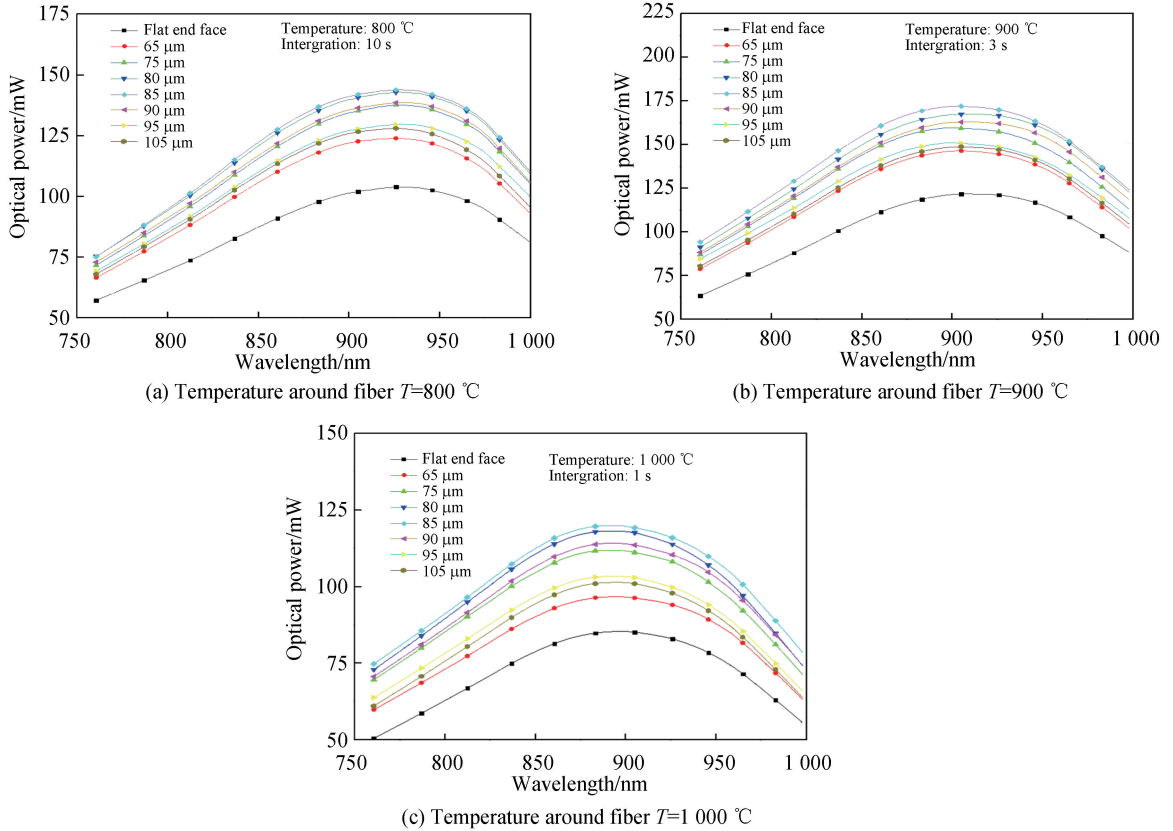 175
150
125
100
75
50
Optical power/mW
Flat end face
65 μm
75 μm
80 μm
85 μm
90 μm
95 μm
105 μm
Temperature: 800 ℃
Intergration: 10 s
750 800 850 900 950 1 000
Wavelength/nm
(a) Temperature around fiber T=800 ℃
225
200
175
150
125
100
75
50
Optical power/mW
Flat end face
65 μm
75 μm
80 μm
85 μm
90 μm
95 μm
105 μm
Temperature: 900 ℃
Intergration: 3 s
750 800 850 900 950 1 000
Wavelength/nm
(b) Temperature around fiber T=900 ℃
150
125
100
75
50
Optical power/mW
Flat end face
65 μm
75 μm
80 μm
85 μm
90 μm
95 μm
105 μm
Temperature: 1 000 ℃
Intergration: 1 s
750 800 850 900 950 1 000
Wavelength/nm
(c) Temperature around fiber T=1 000 ℃